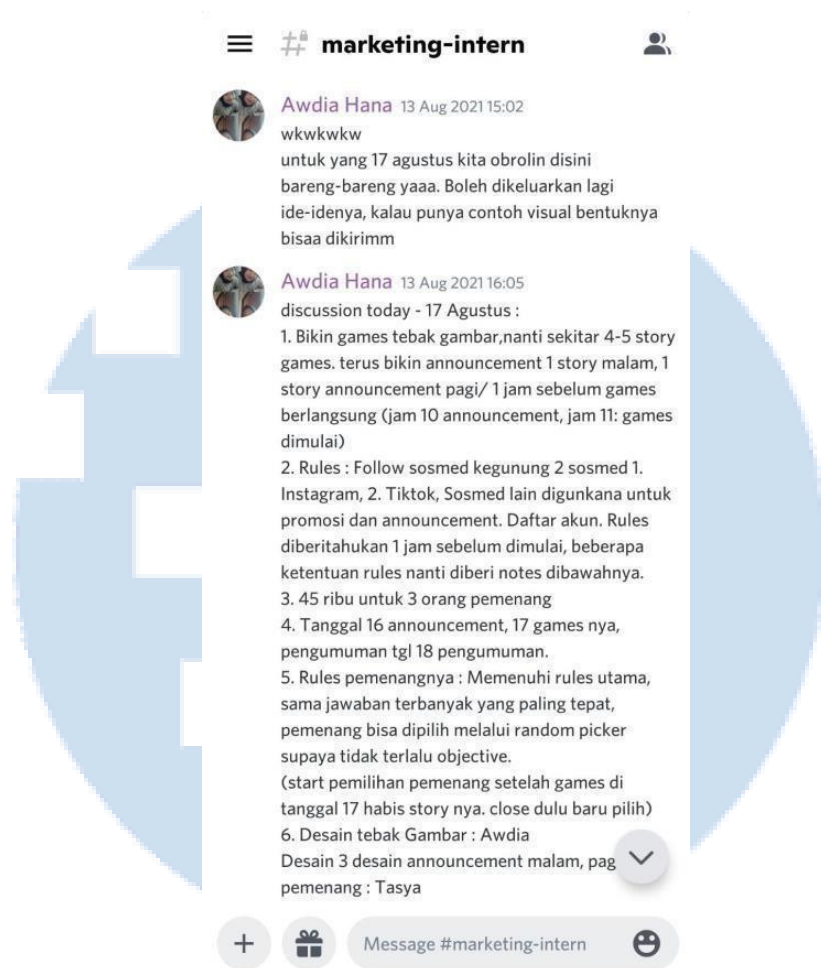 # marketing-intern
Awdia Hana 13 Aug 2021 15:02
wkwkwkw
untuk yang 17 agustus kita obrolin disini
bareng-bareng yaaa. Boleh dikeluarkan lagi
ide-idenya, kalau punya contoh visual bentuknya
bisaa dikirimm
Awdia Hana 13 Aug 2021 16:05
discussion today - 17 Agustus :
1. Bikin games tebak gambar,nanti sekitar 4-5 story
games. terus bikin announcement 1 story malam, 1
story announcement pagi/ 1 jam sebelum games
berlangsung (jam 10 announcement, jam 11: games
dimulai)
2. Rules : Follow sosmed kegunung 2 sosmed 1.
Instagram, 2. Tiktok, Sosmed lain digunkana untuk
promosi dan announcement. Daftar akun. Rules
diberitahukan 1 jam sebelum dimulai, beberapa
ketentuan rules nanti diberi notes dibawahnya.
3. 45 ribu untuk 3 orang pemenang
4. Tanggal 16 announcement, 17 games nya,
pengumuman tgl 18 pengumuman.
5. Rules pemenangnya : Memenuhi rules utama,
sama jawaban terbanyak yang paling tepat,
pemenang bisa dipilih melalui random picker
supaya tidak terlalu objective.
(start pemilihan pemenang setelah games di
tanggal 17 habis story nya. close dulu baru pilih)
6. Desain tebak Gambar : Awdia
Desain 3 desain announcement malam, pag
pemenang : Tasya
Message #marketing-intern